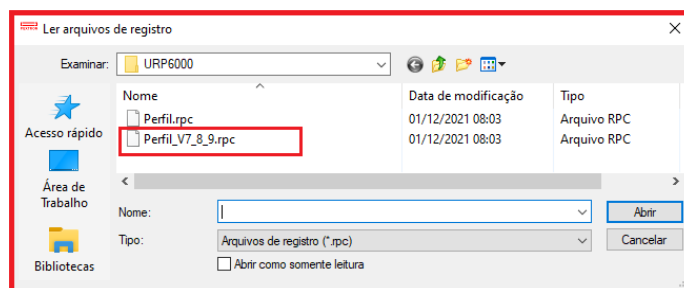 Ler arquivos de registro
Examinar: URP6000
Nome Data de modificação Tipo
Perfil.rpc 01/12/2021 08:03 Arquivo RPC
Perfil_V7_8_9.rpc 01/12/2021 08:03 Arquivo RPC
Acesso rápido
Área de
Trabalho
Bibliotecas
Nome: Abrir
Tipo: Arquivos de registro (*.rpc) Cancelar
Abrir como somente leitura